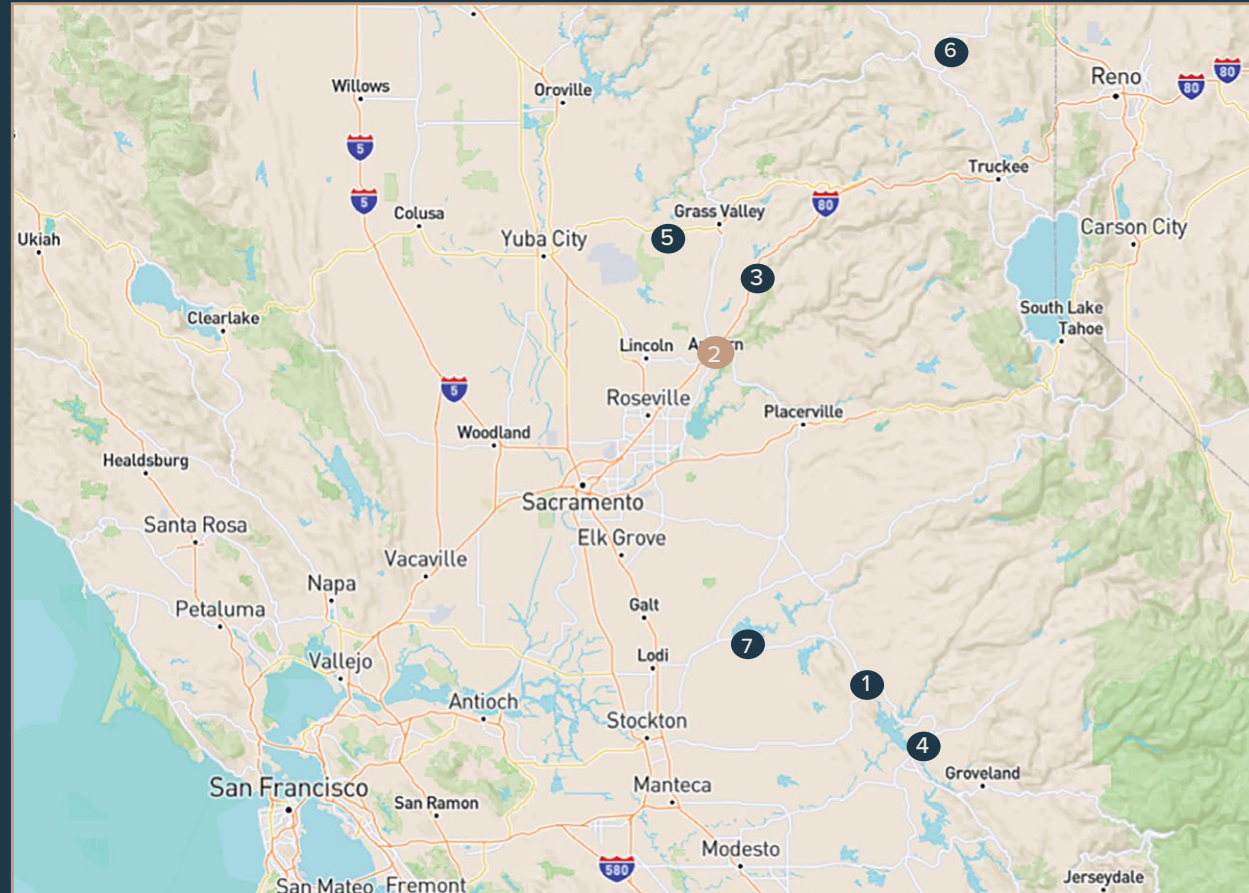 6
Reno
80
80
Willows
Oroville
5
Truckee
5
80
Colusa
Grass Valley
Ukiah
Yuba City
5
Carson City
3
Clearlake
South Lake
Tahoe
Lincoln
2
5
Roseville
Placerville
Woodland
Healdsburg
Sacramento
Santa Rosa
Elk Grove
Vacaville
Napa
Petaluma
Galt
7
Lodi
Vallejo
1
Antioch
Stockton
4
Groveland
San Francisco
Manteca
San Ramon
Modesto
580
Jerseydale
San Mateo
Fremont